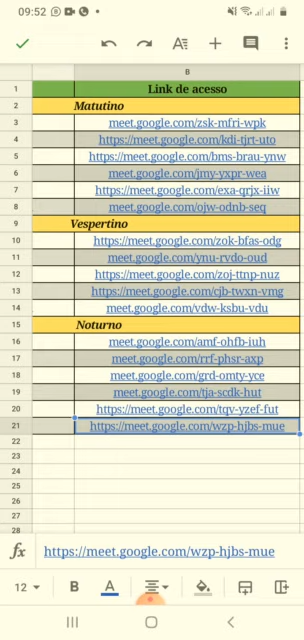 09:52
B
1 Link de acesso
2 Matutino
3 meet.google.com/zsk-mfri-wpk
4 https://meet.google.com/kdi-tjrt-uto
5 https://meet.google.com/bms-brau-ynw
6 meet.google.com/jmy-yxpr-wea
7 https://meet.google.com/exa-qrjx-iiw
8 meet.google.com/ojw-odnb-seq
9 Vespertino
10 https://meet.google.com/zok-bfas-odg
11 meet.google.com/ynu-rvdo-oud
12 https://meet.google.com/zoj-ttnp-nuz
13 https://meet.google.com/cjb-twxn-vmg
14 meet.google.com/vdw-ksbu-vdu
15 Noturno
16 meet.google.com/amf-ohfb-iuh
17 meet.google.com/rrf-phsr-axp
18 meet.google.com/grd-omty-yce
19 meet.google.com/tja-scdk-hut
20 https://meet.google.com/tqv-yzef-fut
21 https://meet.google.com/wzp-hjbs-mue
22
23
24
25
26
27
28
fx https://meet.google.com/wzp-hjbs-mue
12 B A